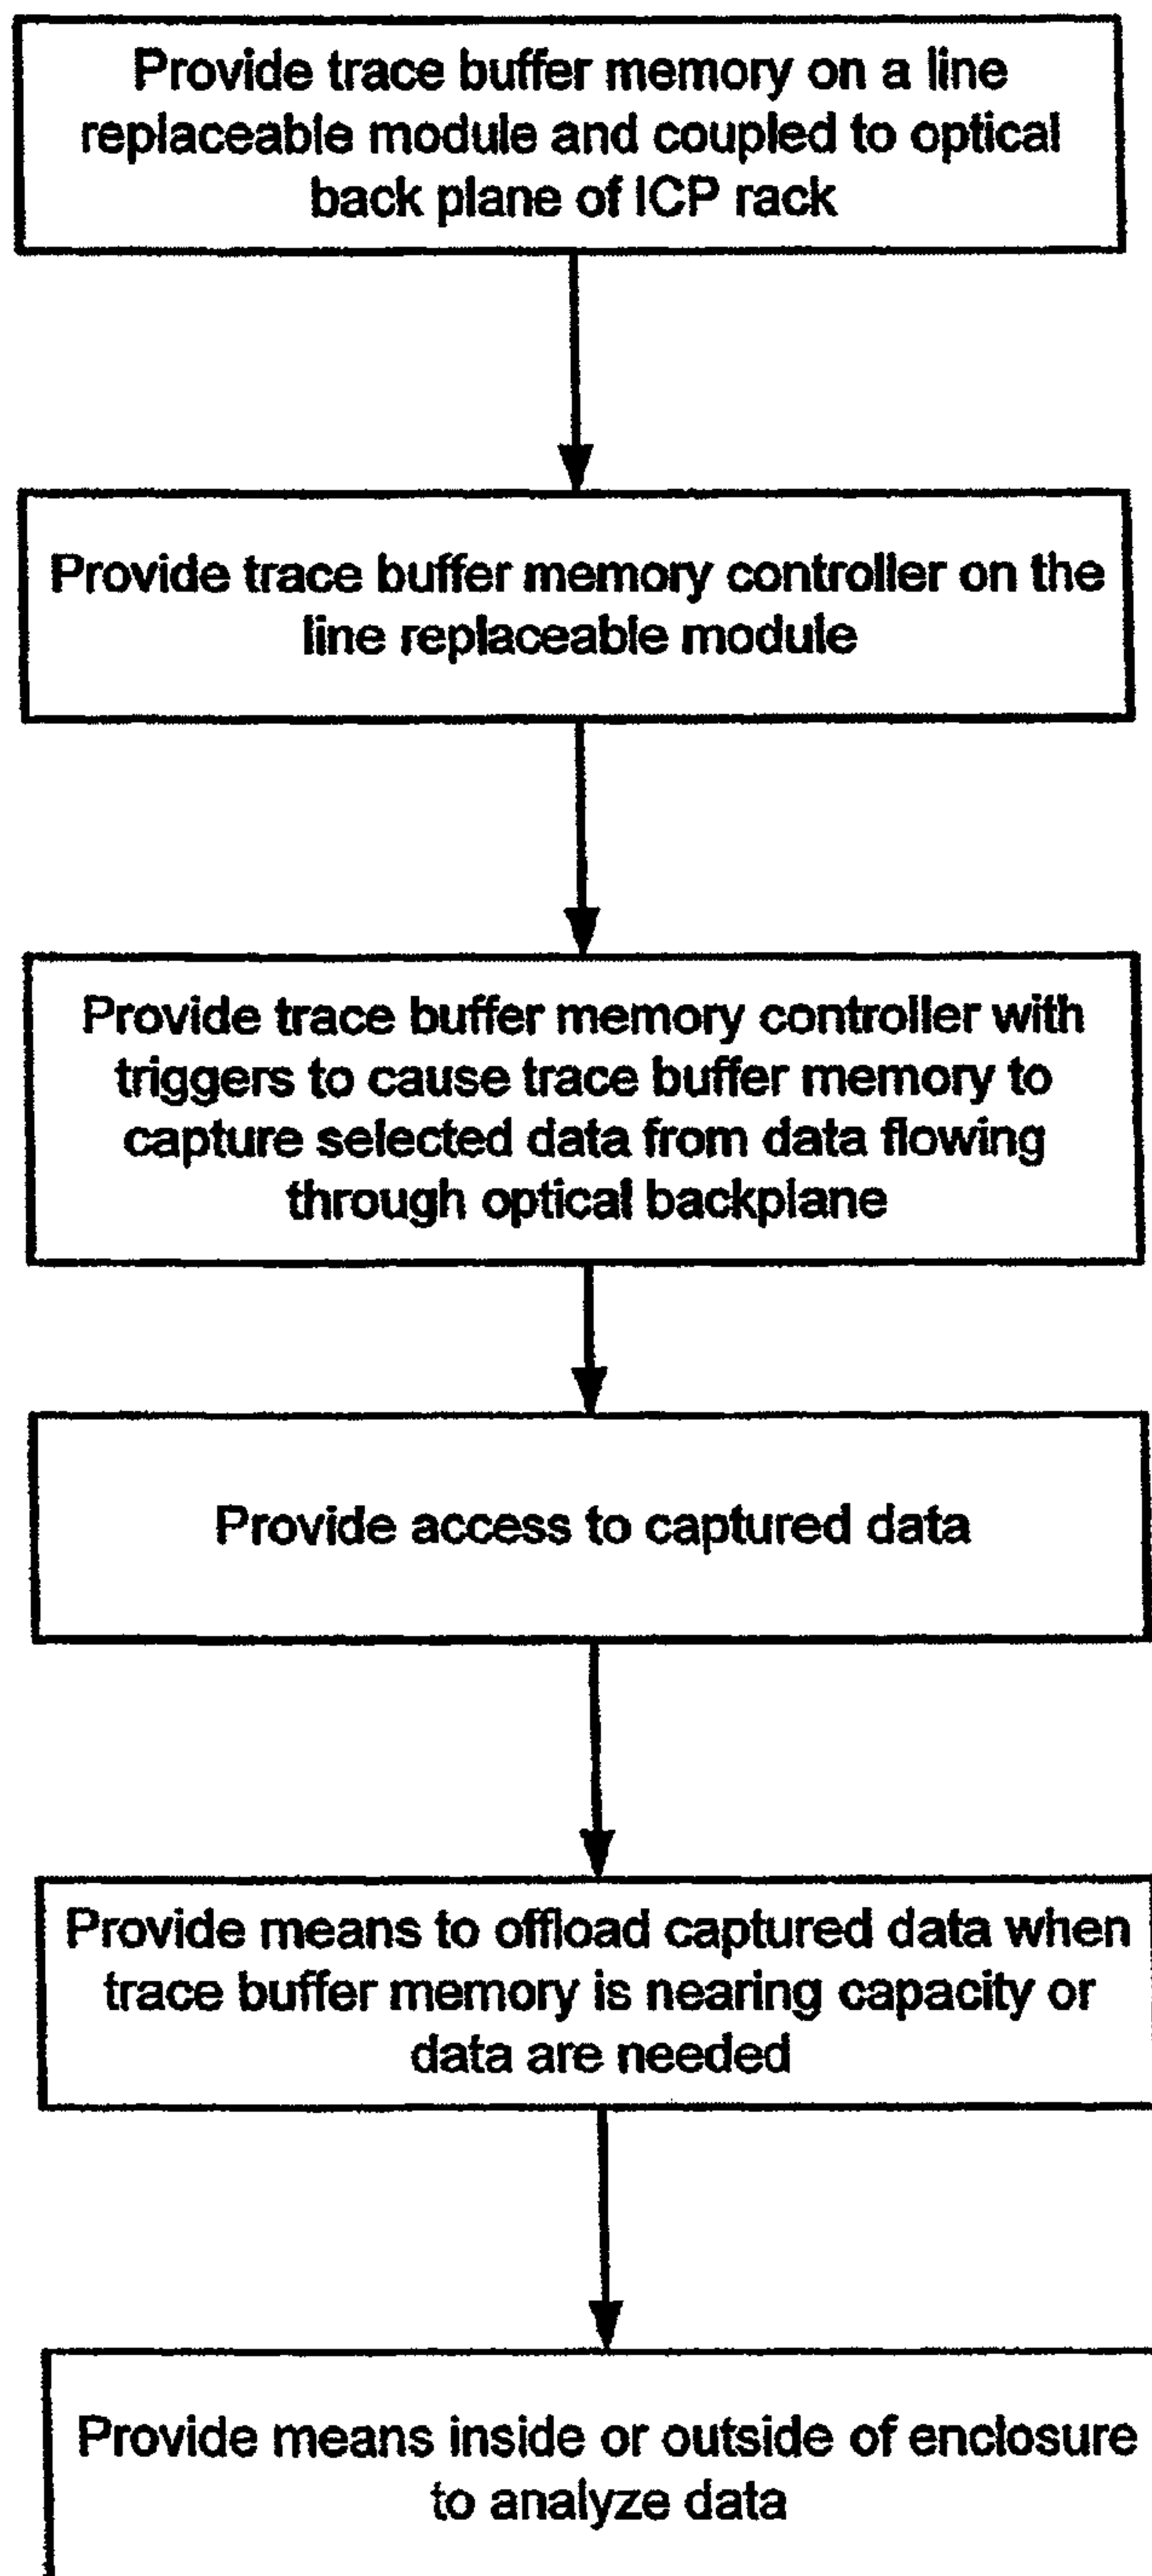 Provide trace buffer memory on a line
replaceable module and coupled to optical
back plane of ICP rack
Provide trace buffer memory controller on the
line replaceable module
Provide trace buffer memory controller with
triggers to cause trace buffer memory to
capture selected data from data flowing
through optical backplane
Provide access to captured data
Provide means to offload captured data when
trace buffer memory is nearing capacity or
data are needed
Provide means inside or outside of enclosure
to analyze data